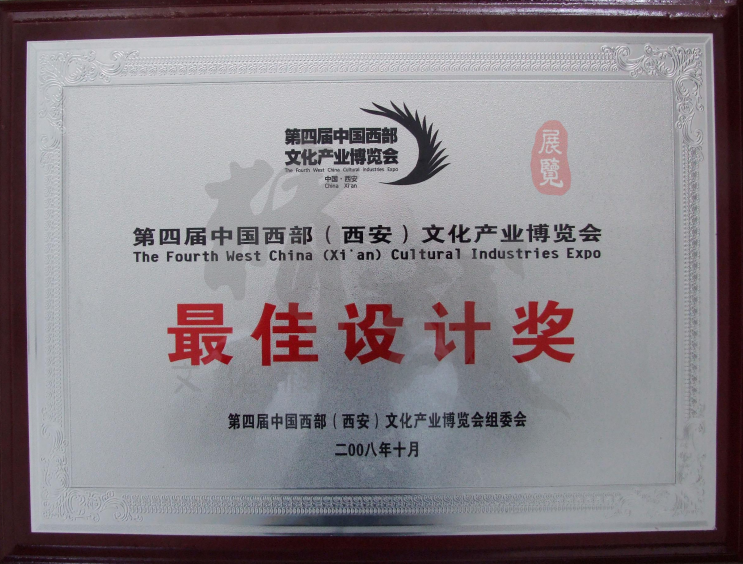 第四届中国西部
文化产业博览会
The Fourth West China Cultural Industries Expo
中国·西安
China Xi'an
展覽
第四届中国西部（西安）文化产业博览会
The Fourth West China (Xi'an) Cultural Industries Expo
最佳设计奖
第四届中国西部（西安）文化产业博览会组委会
二00八年十月